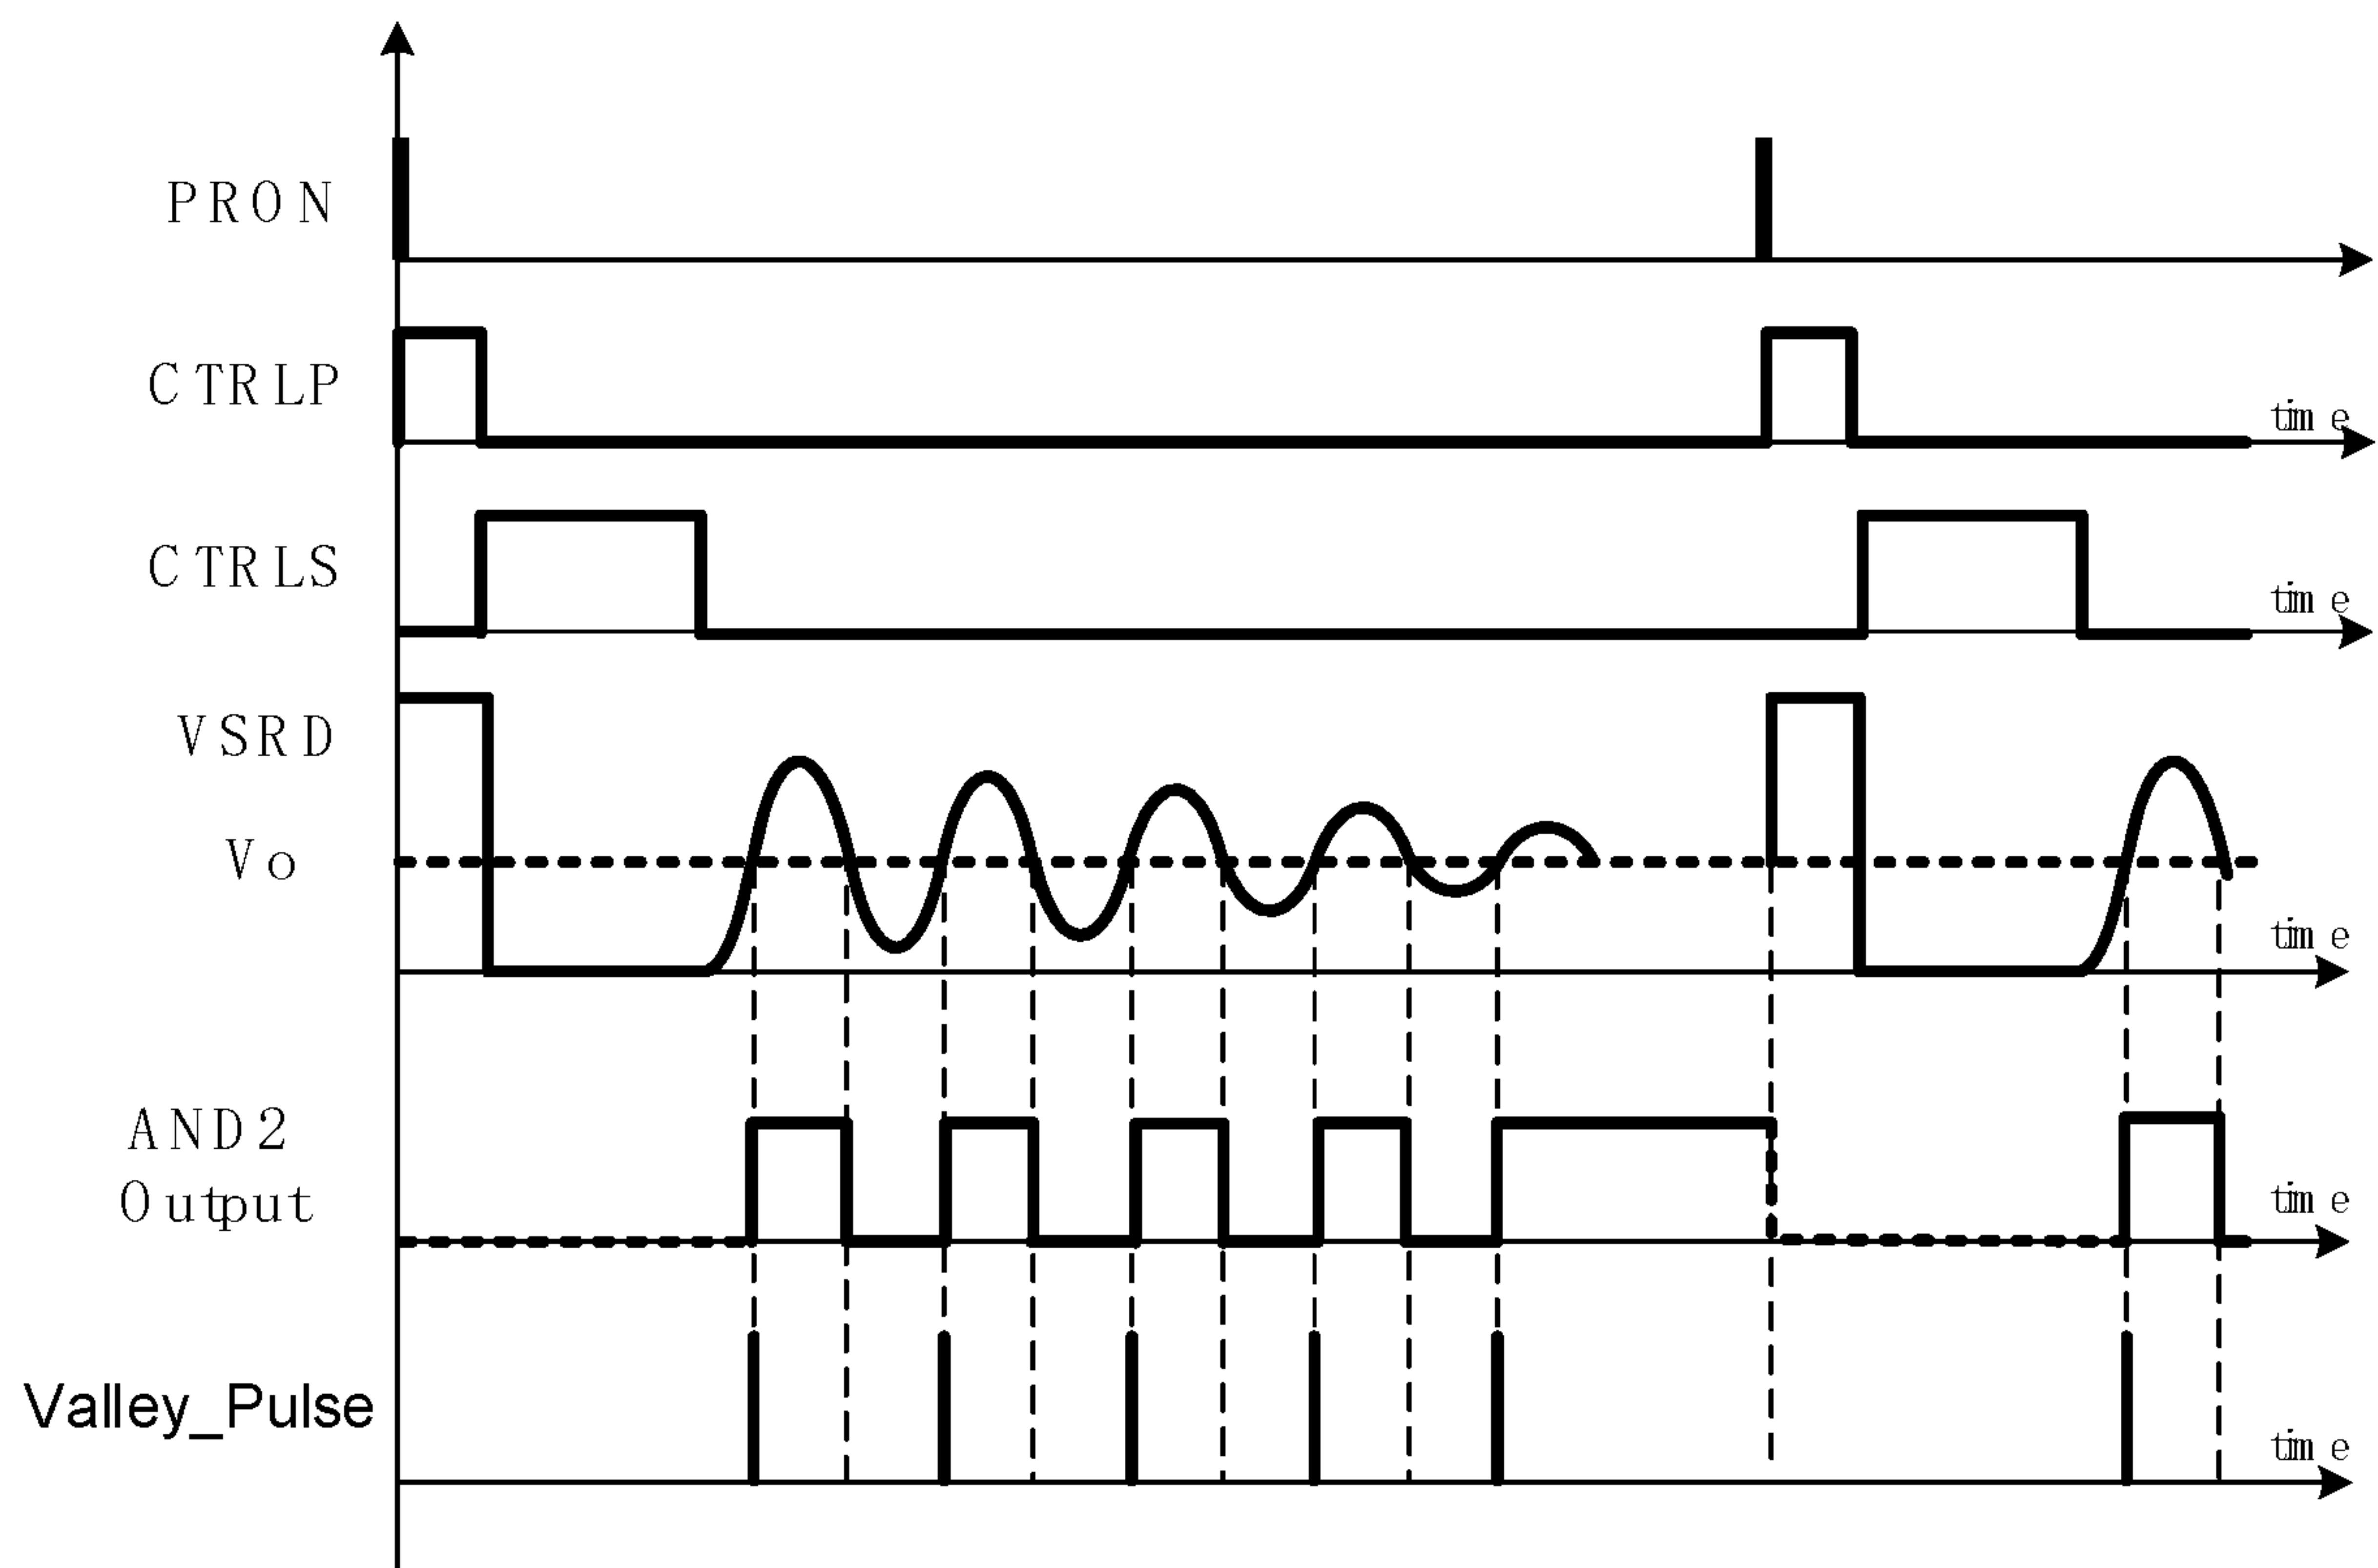 PRON
CTRLP
time
CTRLS
time
VSRD
Vo
time
AND2
Output
time
Valley_Pulse
time